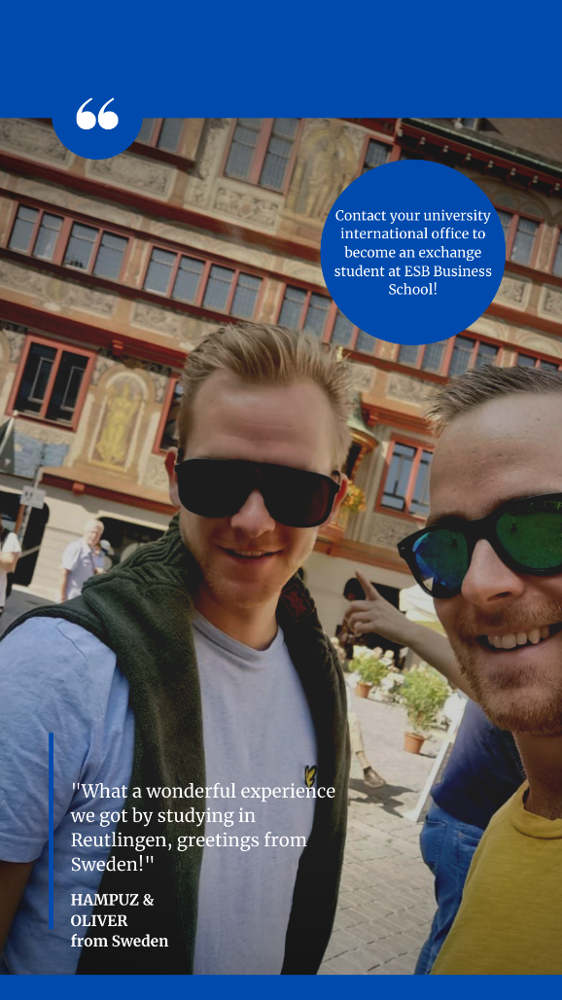 ❝
Contact your university
international office to
become an exchange
student at ESB Business
School!
"What a wonderful experience
we got by studying in
Reutlingen, greetings from
Sweden!"
HAMPUZ &
OLIVER
from Sweden